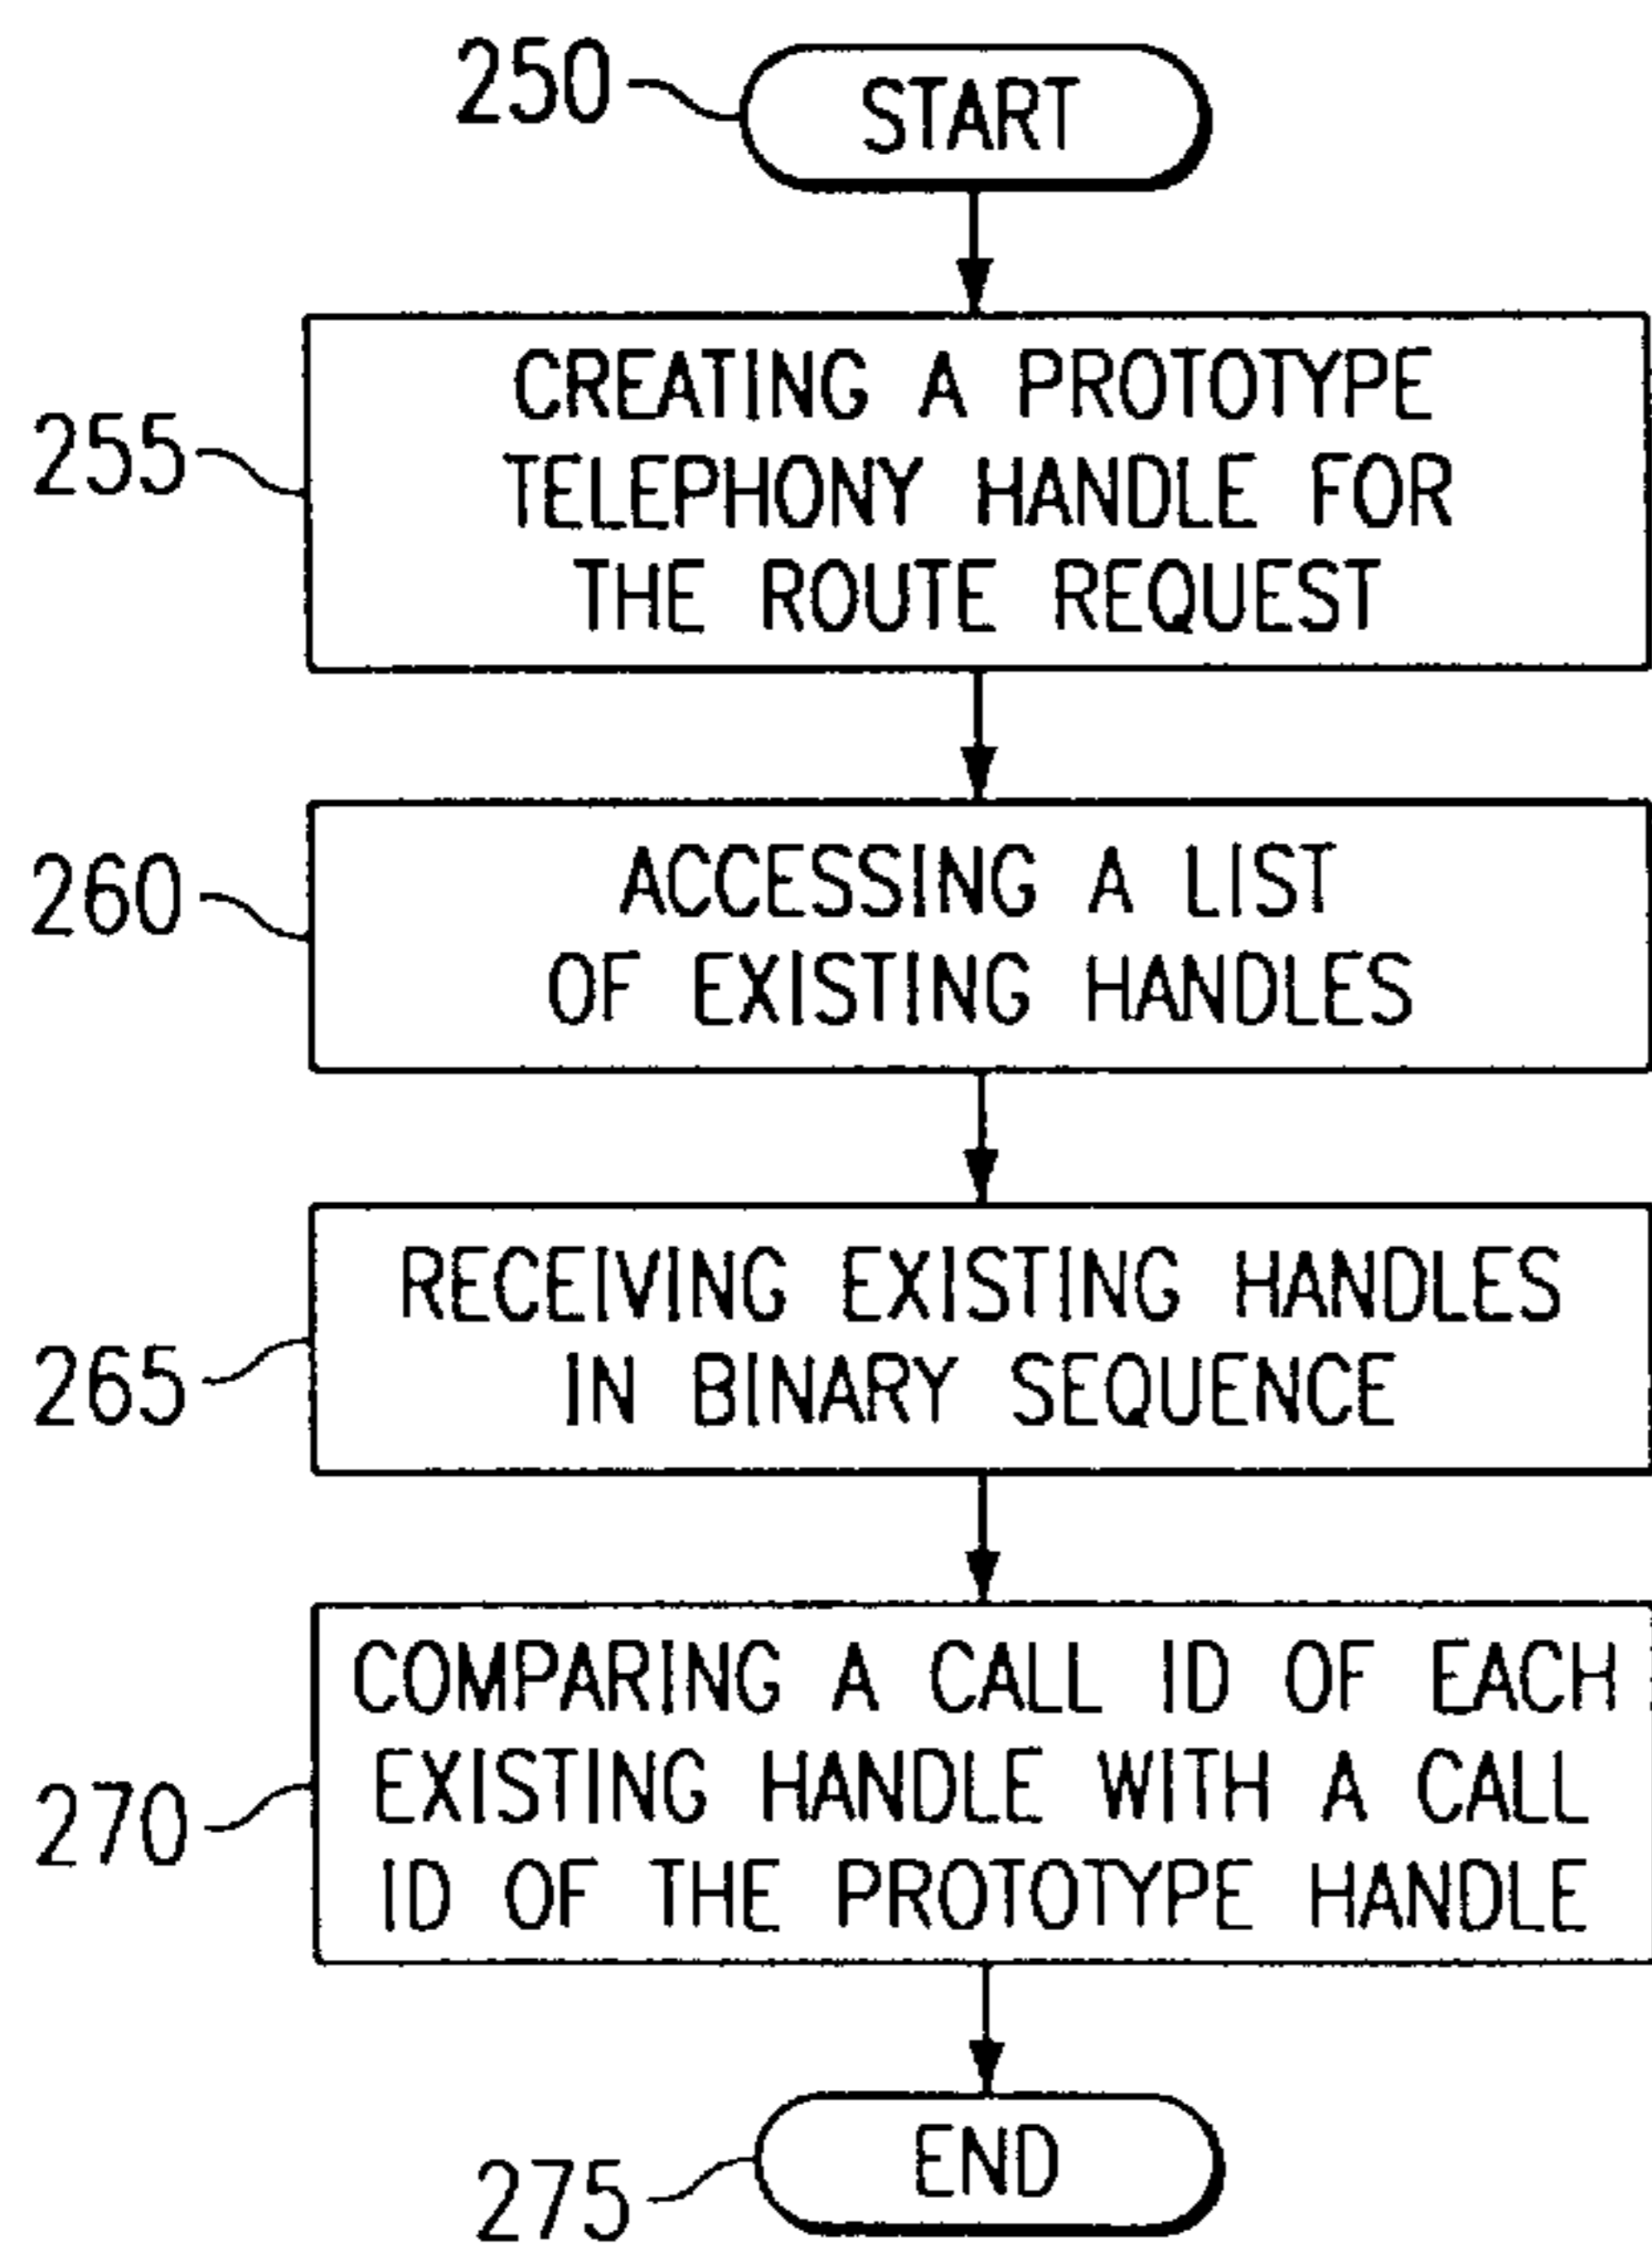 250
START
255
CREATING A PROTOTYPE
TELEPHONY HANDLE FOR
THE ROUTE REQUEST
260
ACCESSING A LIST
OF EXISTING HANDLES
265
RECEIVING EXISTING HANDLES
IN BINARY SEQUENCE
270
COMPARING A CALL ID OF EACH
EXISTING HANDLE WITH A CALL
ID OF THE PROTOTYPE HANDLE
275
END